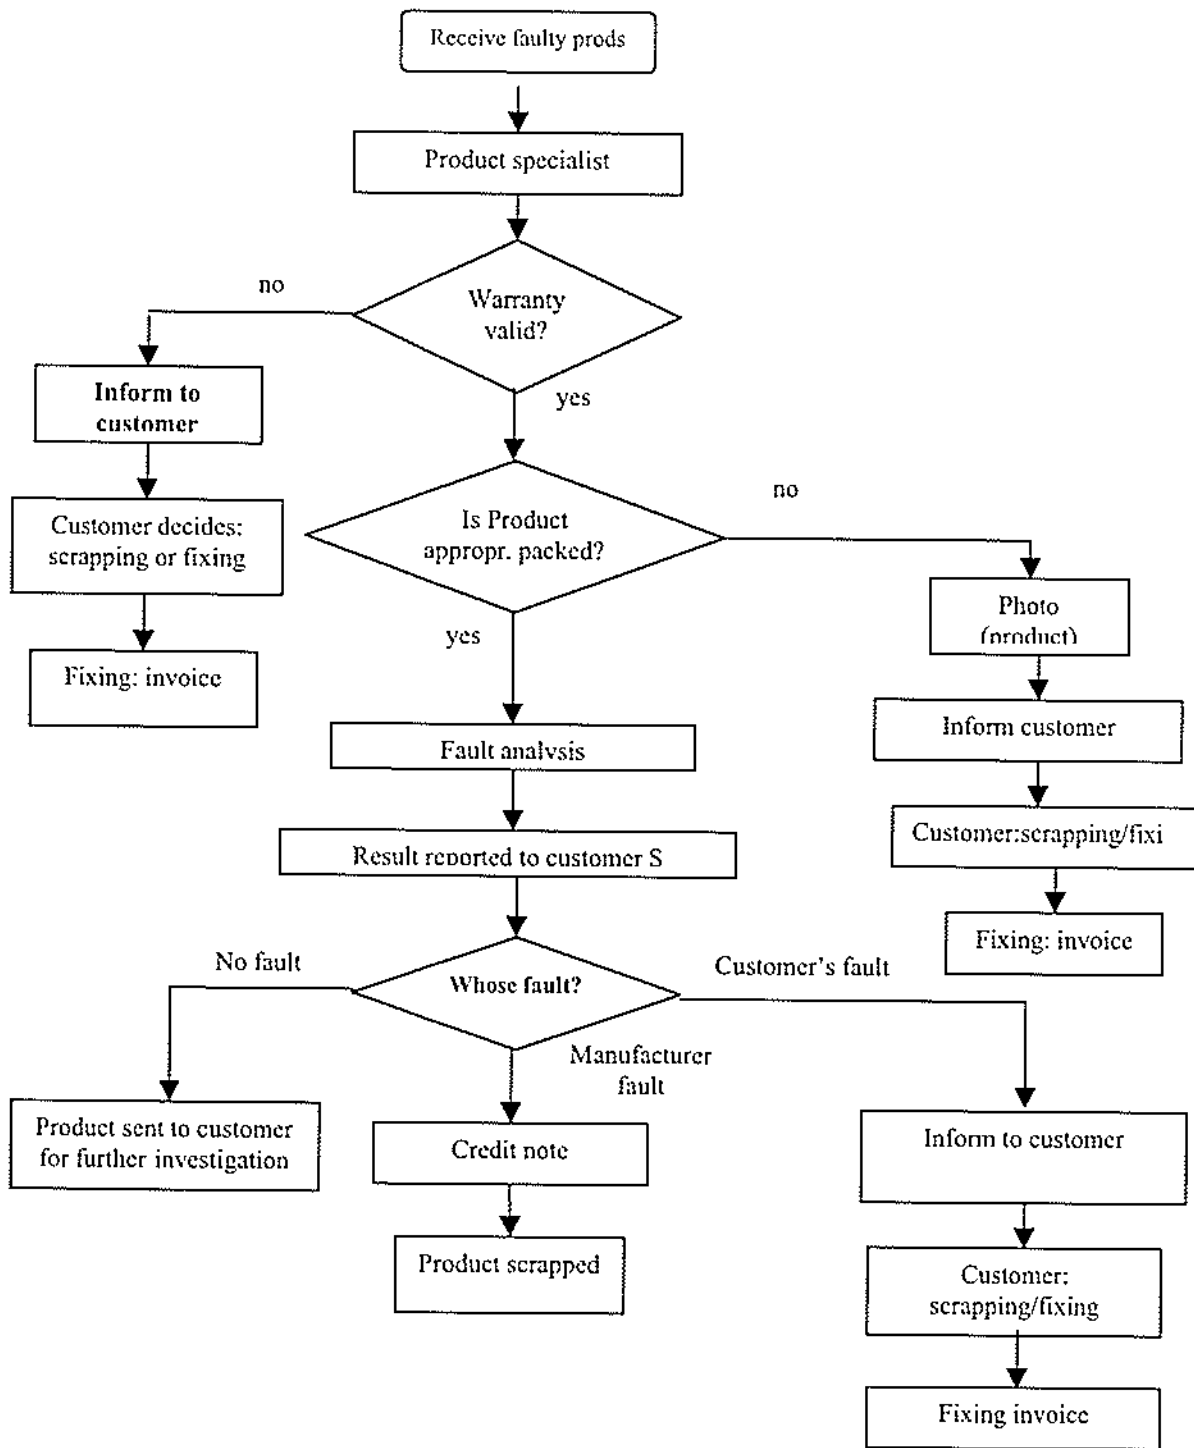 Receive faulty prods
Product specialist
no
Warranty
valid?
Inform to
customer
yes
no
Customer decides:
scrapping or fixing
Is Product
appropr. packed?
Photo
(product)
yes
Fixing: invoice
Inform customer
Fault analysis
Customer:scrapping/fixi
Result reported to customer S
Fixing: invoice
No fault
Whose fault?
Customer's fault
Manufacturer
fault
Product sent to customer
for further investigation
Credit note
Inform to customer
Product scrapped
Customer:
scrapping/fixing
Fixing invoice